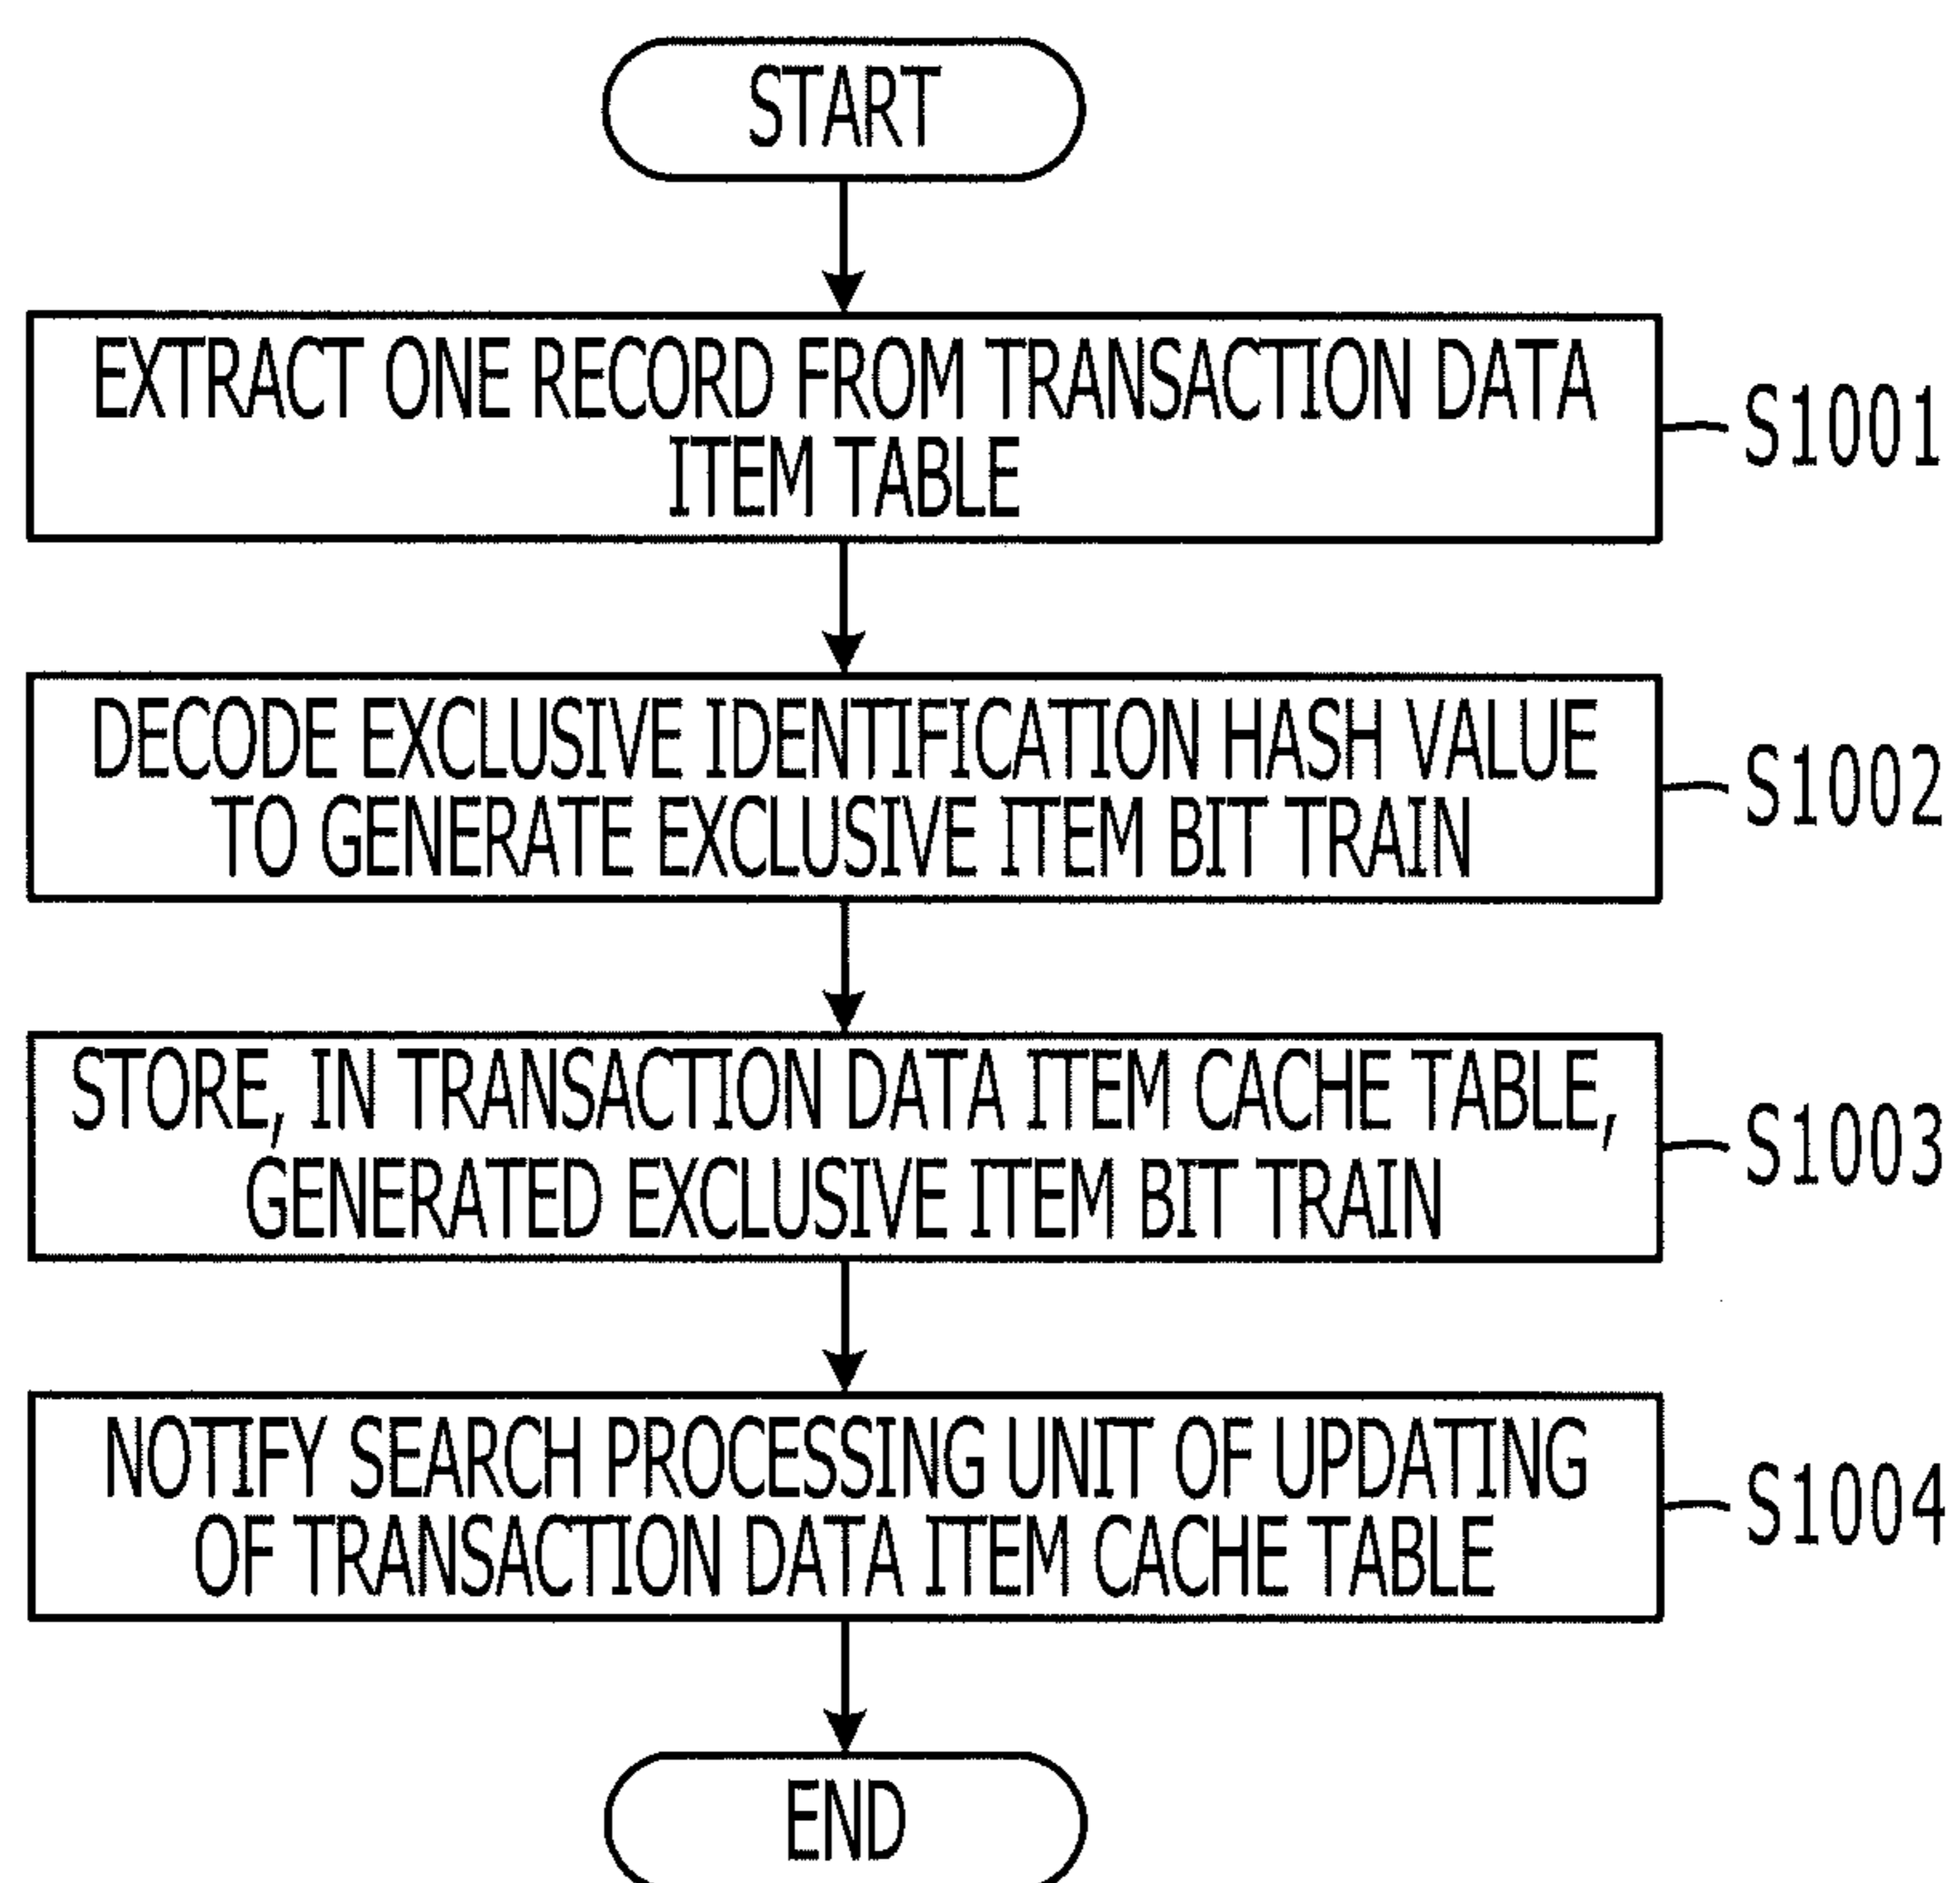 START
EXTRACT ONE RECORD FROM TRANSACTION DATA
ITEM TABLE
S1001
DECODE EXCLUSIVE IDENTIFICATION HASH VALUE
TO GENERATE EXCLUSIVE ITEM BIT TRAIN
S1002
STORE, IN TRANSACTION DATA ITEM CACHE TABLE,
GENERATED EXCLUSIVE ITEM BIT TRAIN
S1003
NOTIFY SEARCH PROCESSING UNIT OF UPDATING
OF TRANSACTION DATA ITEM CACHE TABLE
S1004
END